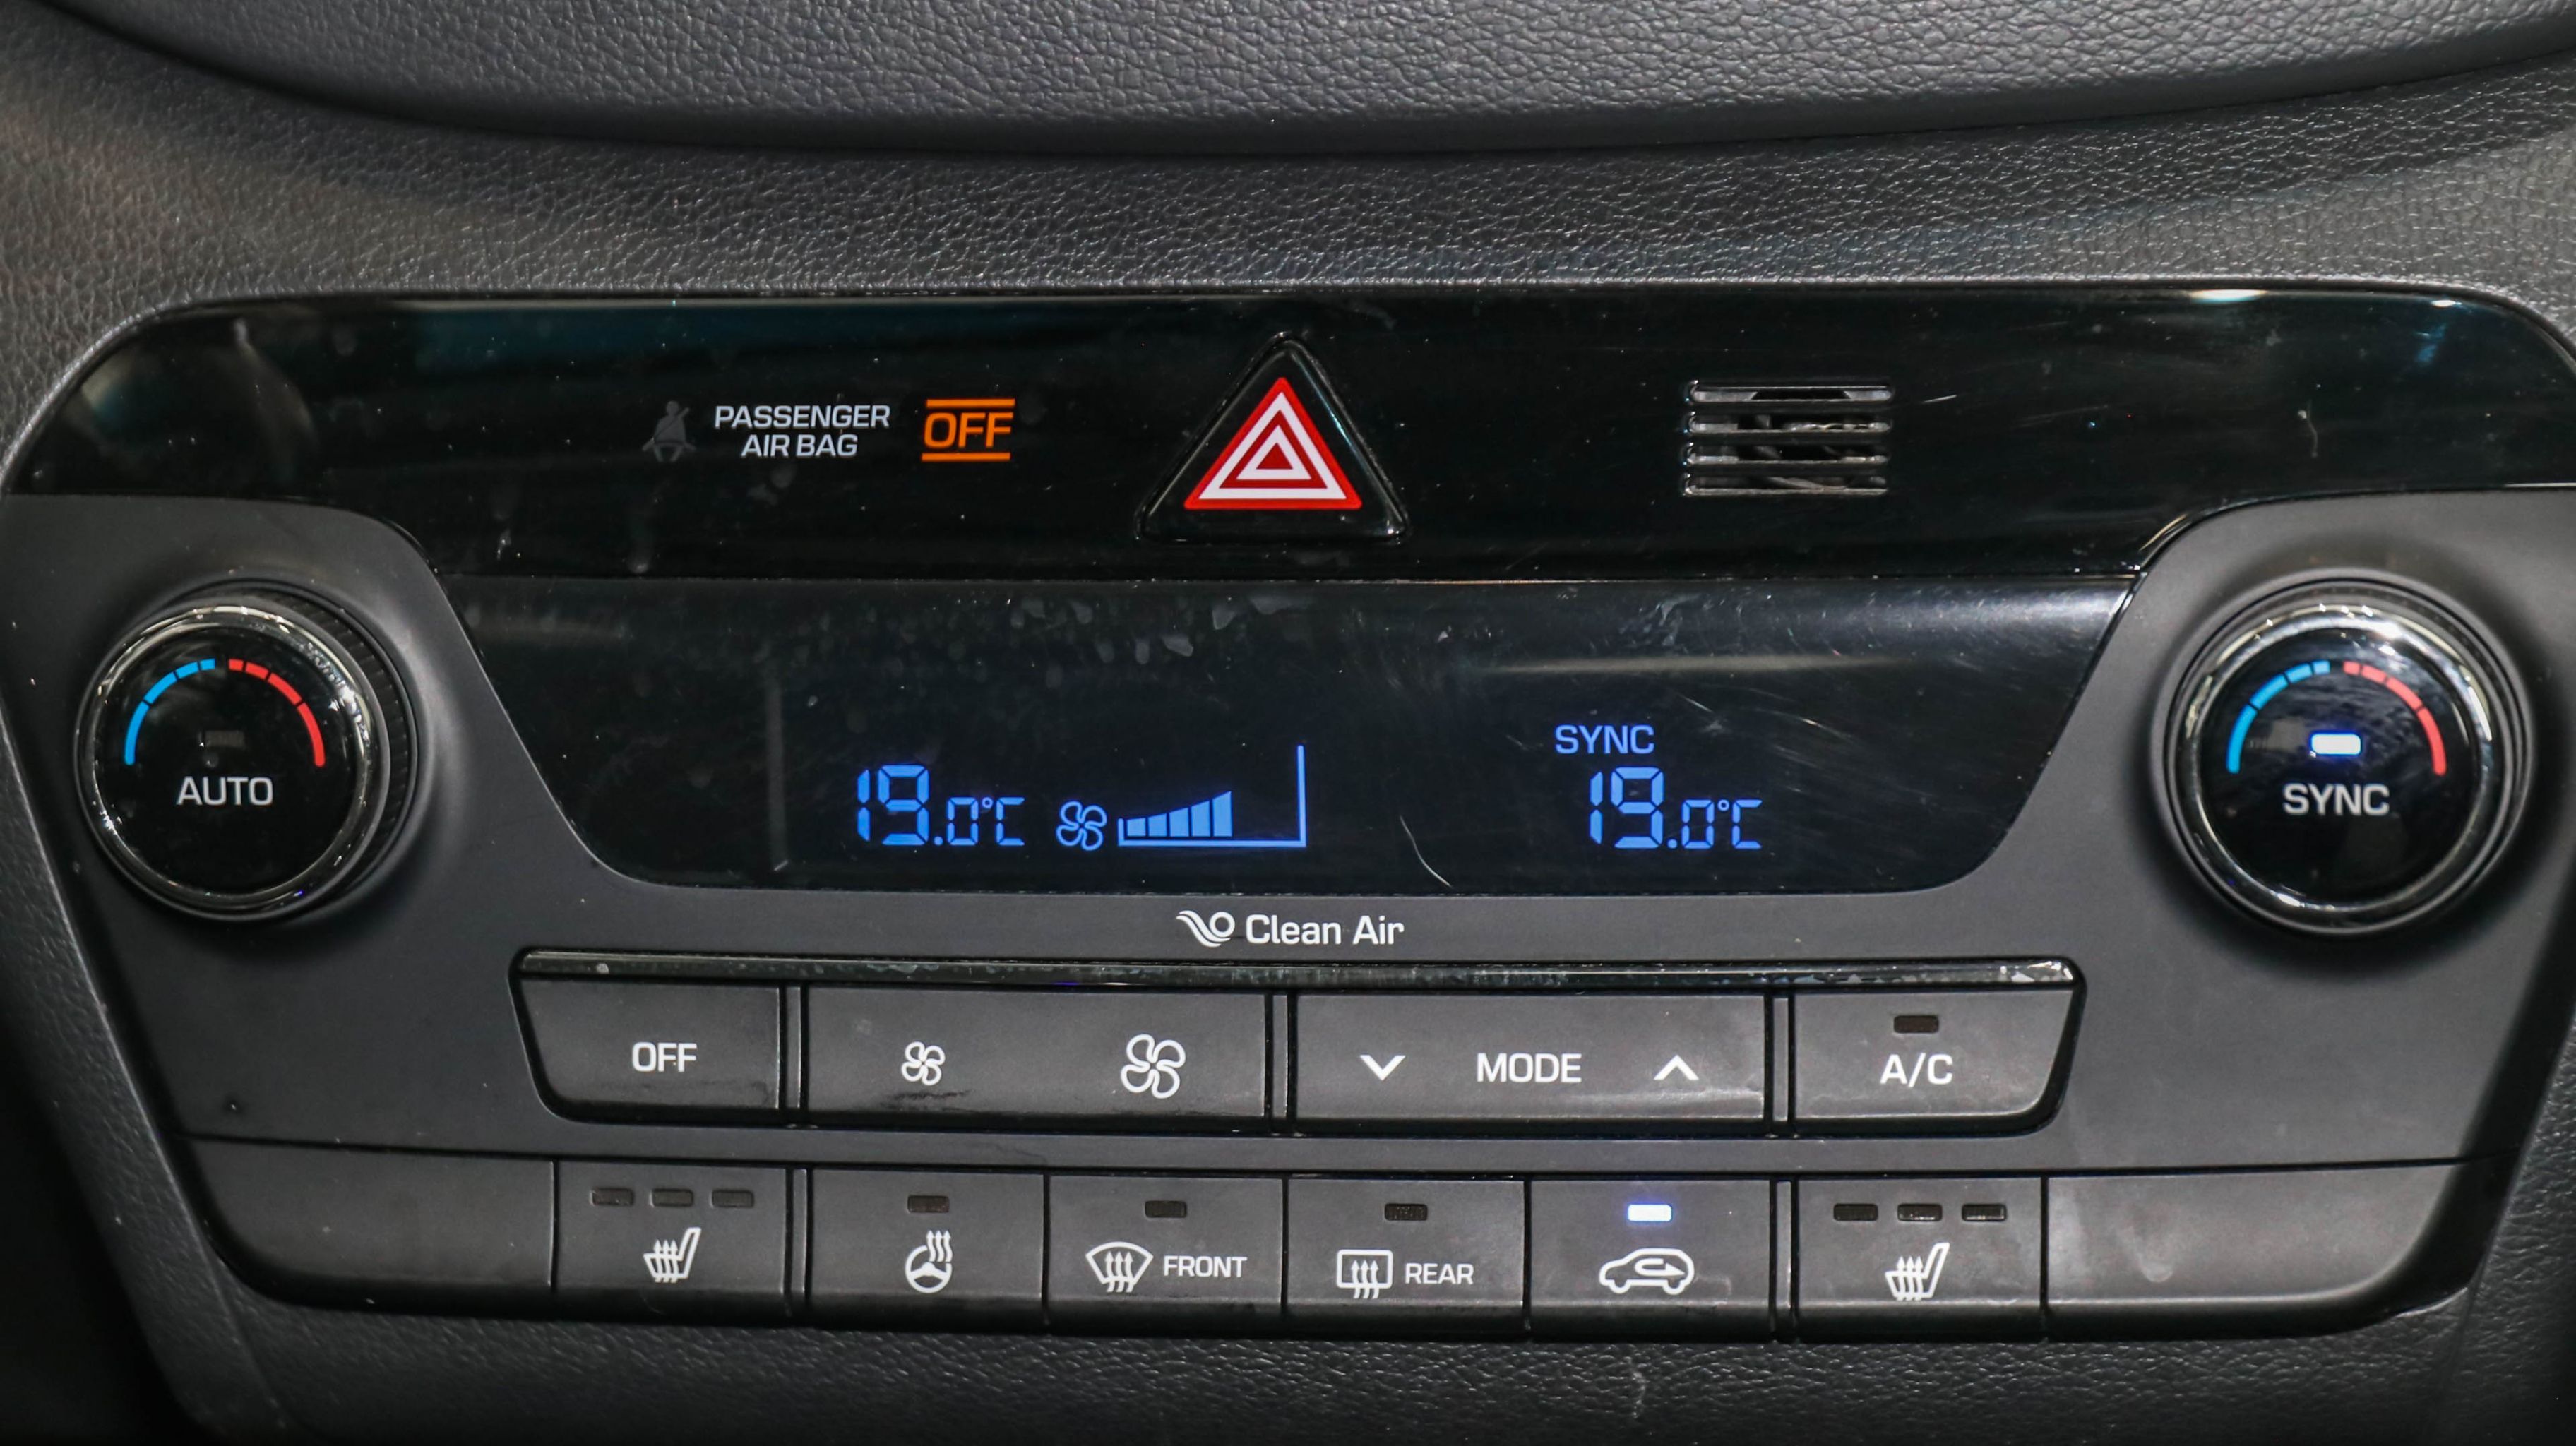 PASSENGER
AIR BAG
OFF
SYNC
19.0°C
19.0°C
AUTO
SYNC
Clean Air
OFF
MODE
A/C
FRONT
REAR